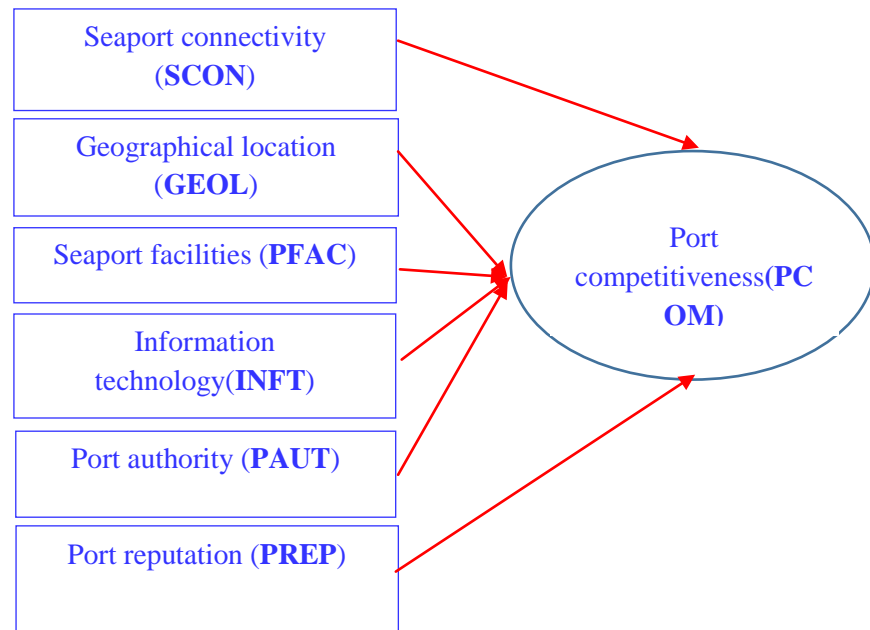 Seaport connectivity
(SCON)
Geographical location
(GEOL)
Seaport facilities (PFAC)
Information
technology(INFT)
Port authority (PAUT)
Port reputation (PREP)
Port
competitiveness(PC
OM)